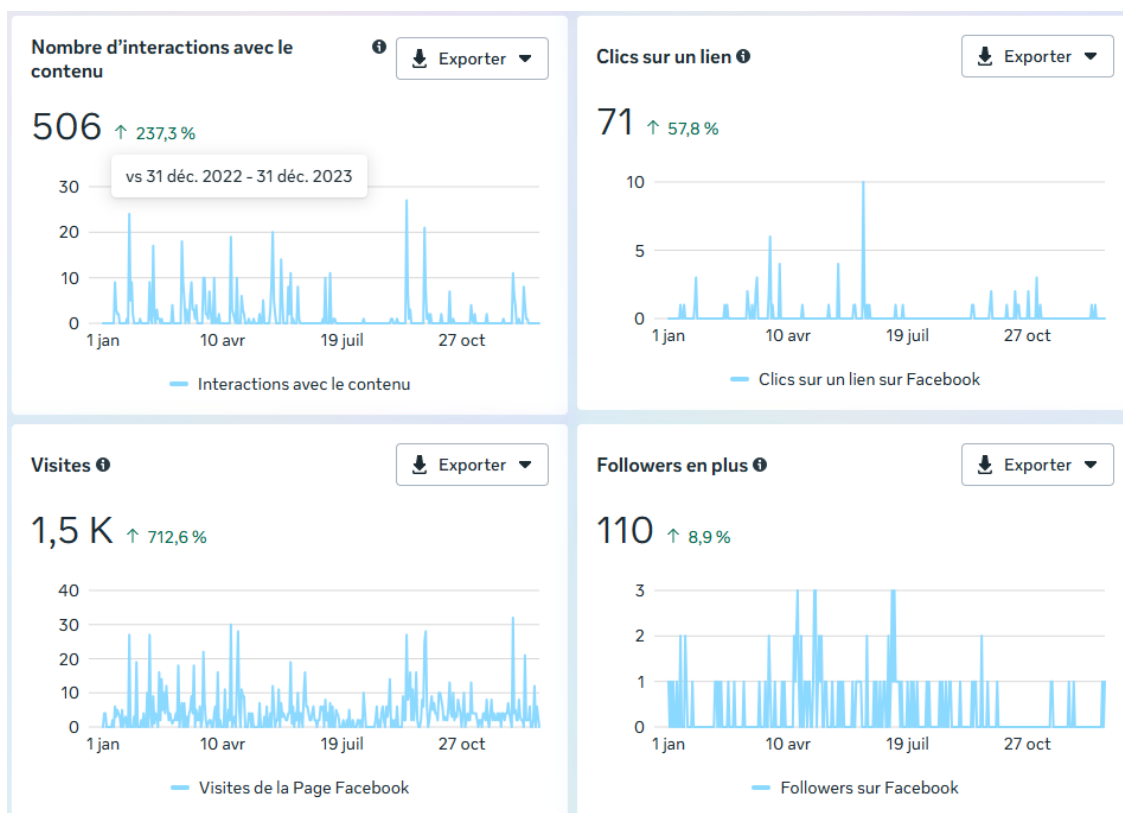 Nombre d’interactions avec le
contenu
Exporter
506 ↑ 237,3 %
vs 31 déc. 2022 - 31 déc. 2023
30
20
10
0
1 jan 10 avr 19 juil 27 oct
Interactions avec le contenu
Clics sur un lien
Exporter
71 ↑ 57,8 %
10
5
0
1 jan 10 avr 19 juil 27 oct
Clics sur un lien sur Facebook
Visites
Exporter
1,5 K ↑ 712,6 %
40
30
20
10
0
1 jan 10 avr 19 juil 27 oct
Visites de la Page Facebook
Followers en plus
Exporter
110 ↑ 8,9 %
3
2
1
0
1 jan 10 avr 19 juil 27 oct
Followers sur Facebook